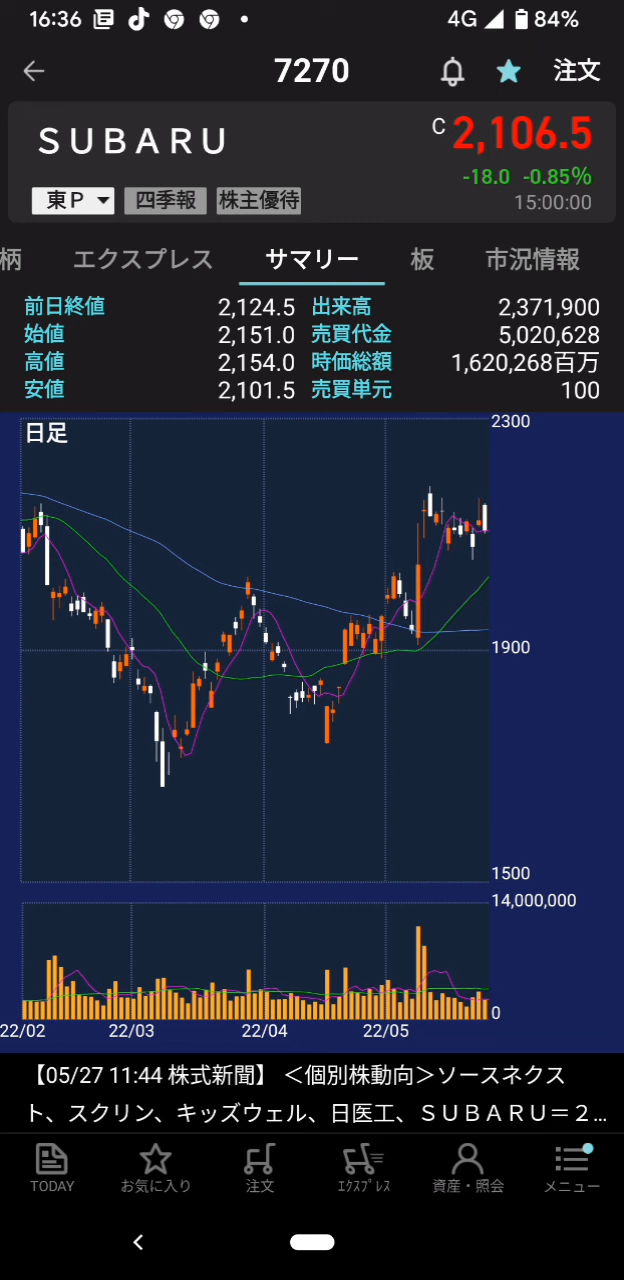 16:36 4G 84%
7270 注文
ＳＵＢＡＲＵ C 2,106.5
-18.0 -0.85%
東Ｐ 四季報 株主優待 15:00:00
柄 エクスプレス サマリー 板 市況情報
前日終値 2,124.5 出来高 2,371,900
始値 2,151.0 売買代金 5,020,628
高値 2,154.0 時価総額 1,620,268百万
安値 2,101.5 売買単元 100
2300
日足
1900
1500
14,000,000
0
22/02 22/03 22/04 22/05
【05/27 11:44 株式新聞】 ＜個別株動向＞ソースネクス
ト、スクリン、キッズウェル、日医工、ＳＵＢＡＲＵ＝２…
TODAY お気に入り 注文 ｴｸｽﾌﾟﾚｽ 資産・照会 メニュー